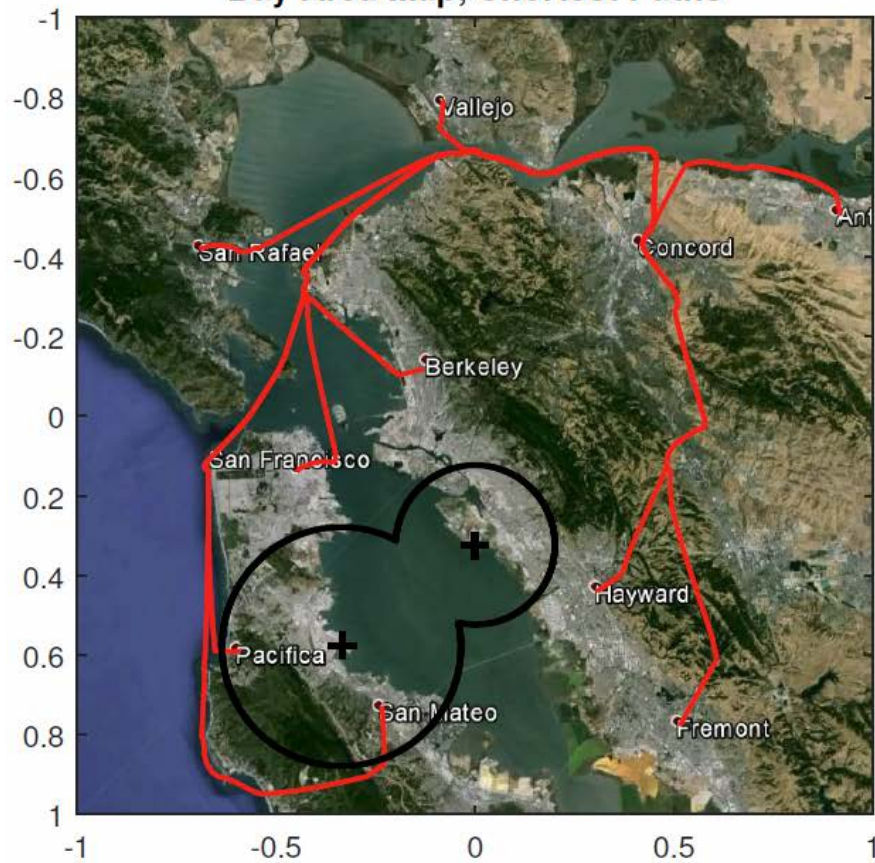 -1
-0.8
-0.6
-0.4
-0.2
0
0.2
0.4
0.6
0.8
1
-1
-0.5
0
0.5
1
Vallejo
Ant
San Rafael
Concord
Berkeley
San Francisco
Hayward
Pacifica
San Mateo
Fremont